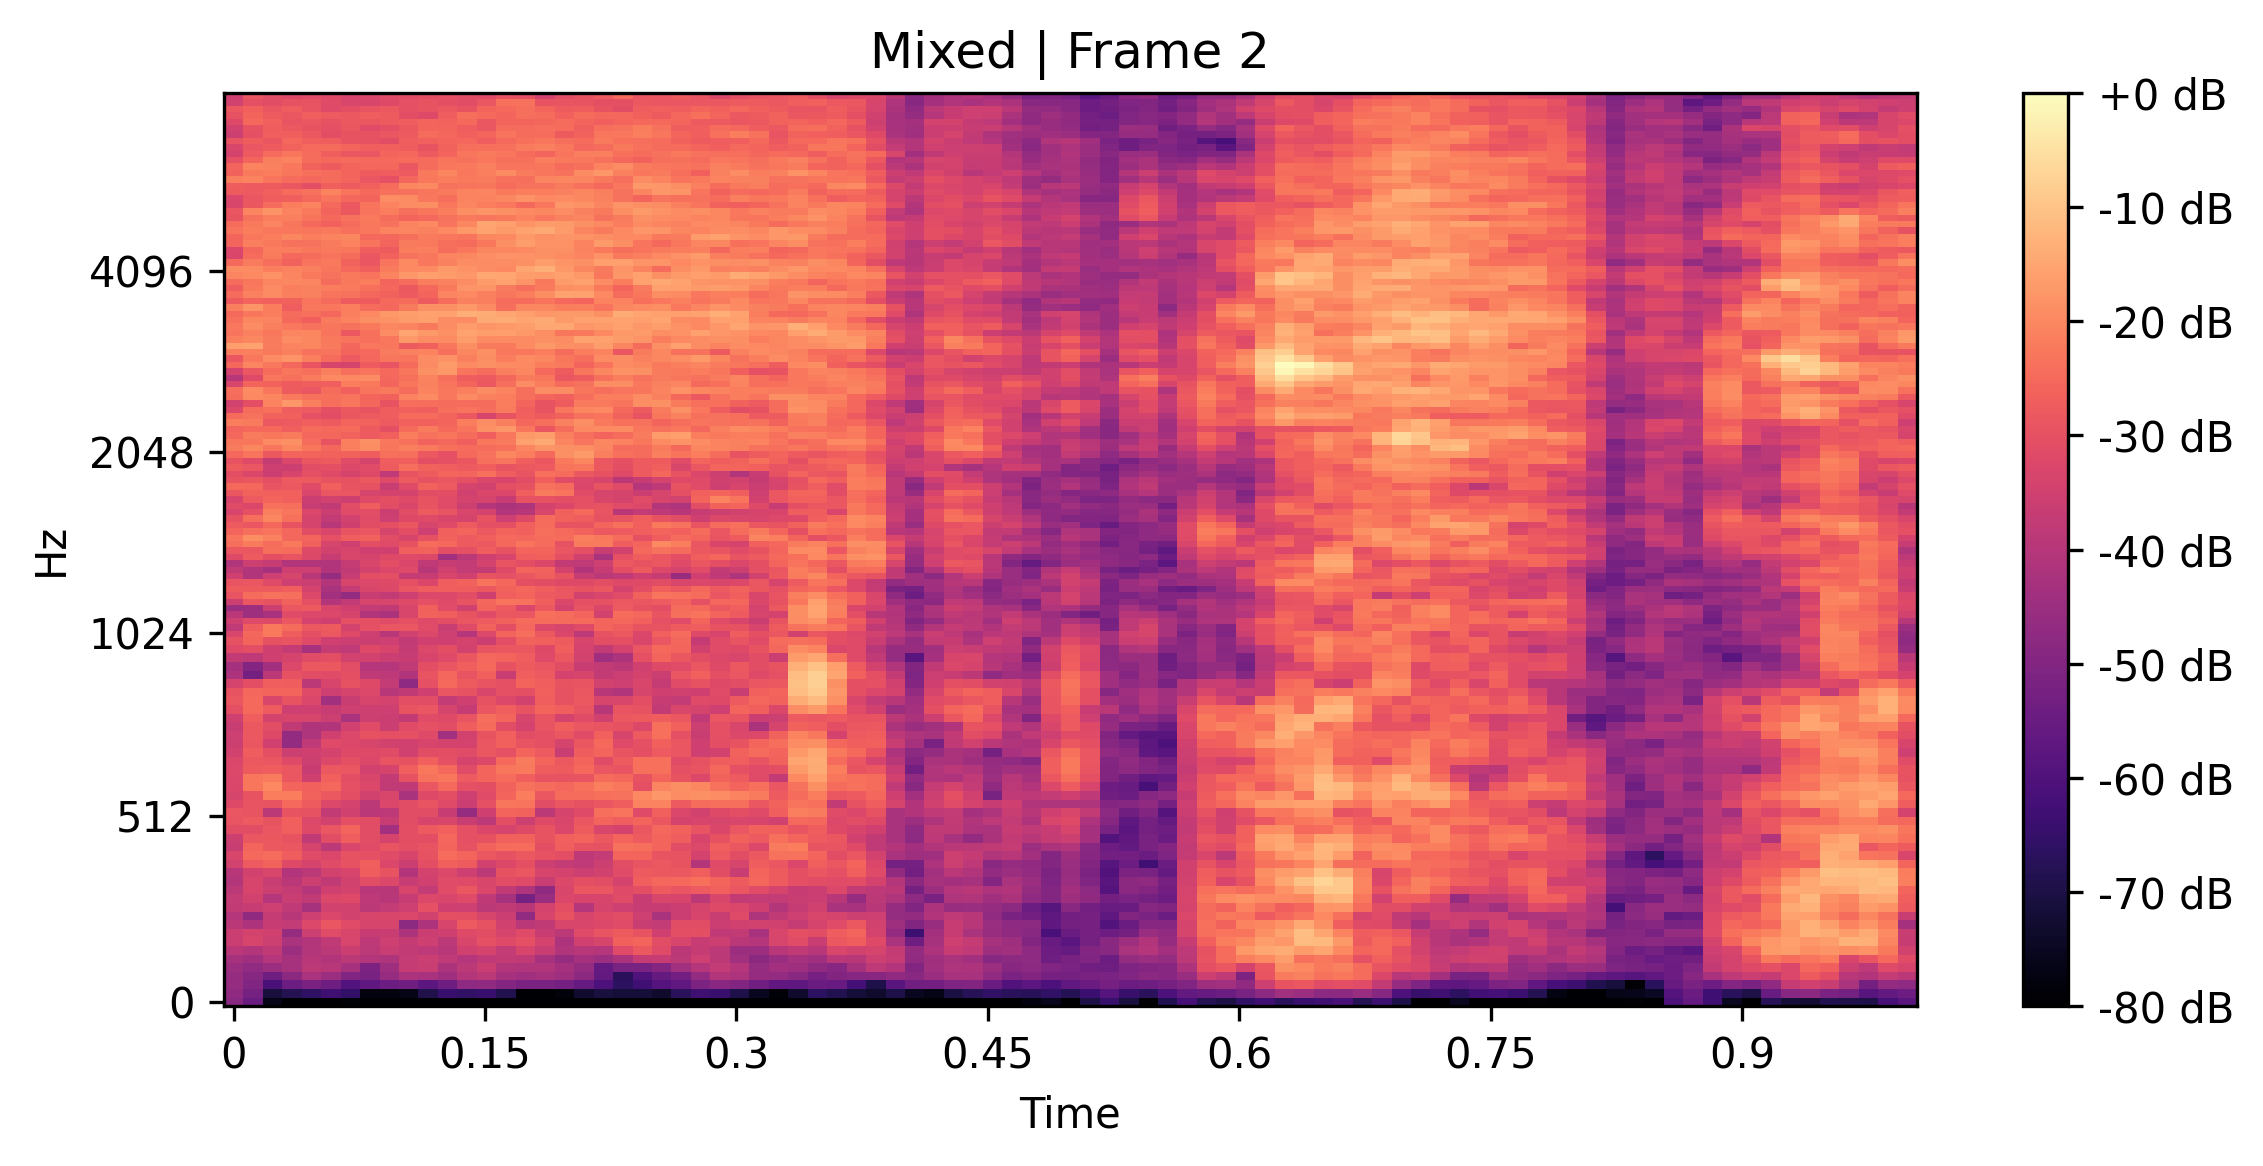 Mixed | Frame 2
+0 dB
-10 dB
-20 dB
-30 dB
-40 dB
-50 dB
-60 dB
-70 dB
-80 dB
Hz
4096
2048
1024
512
0
0 0.15 0.3 0.45 0.6 0.75 0.9
Time